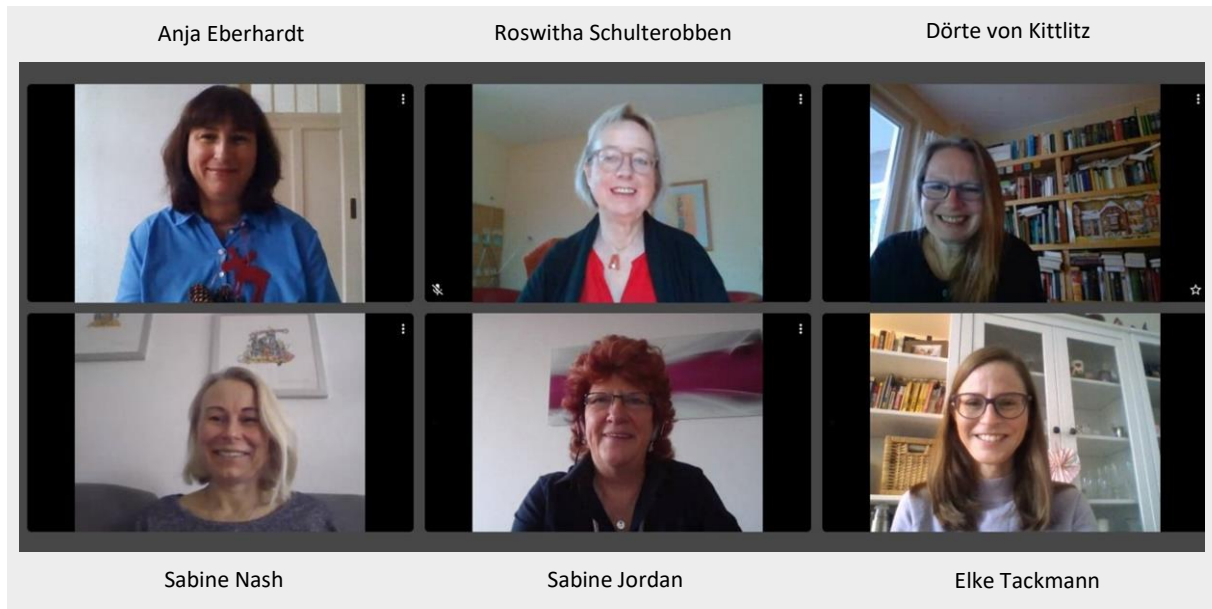 Anja Eberhardt
Roswitha Schulterobben
Dörte von Kittlitz
Sabine Nash
Sabine Jordan
Elke Tackmann